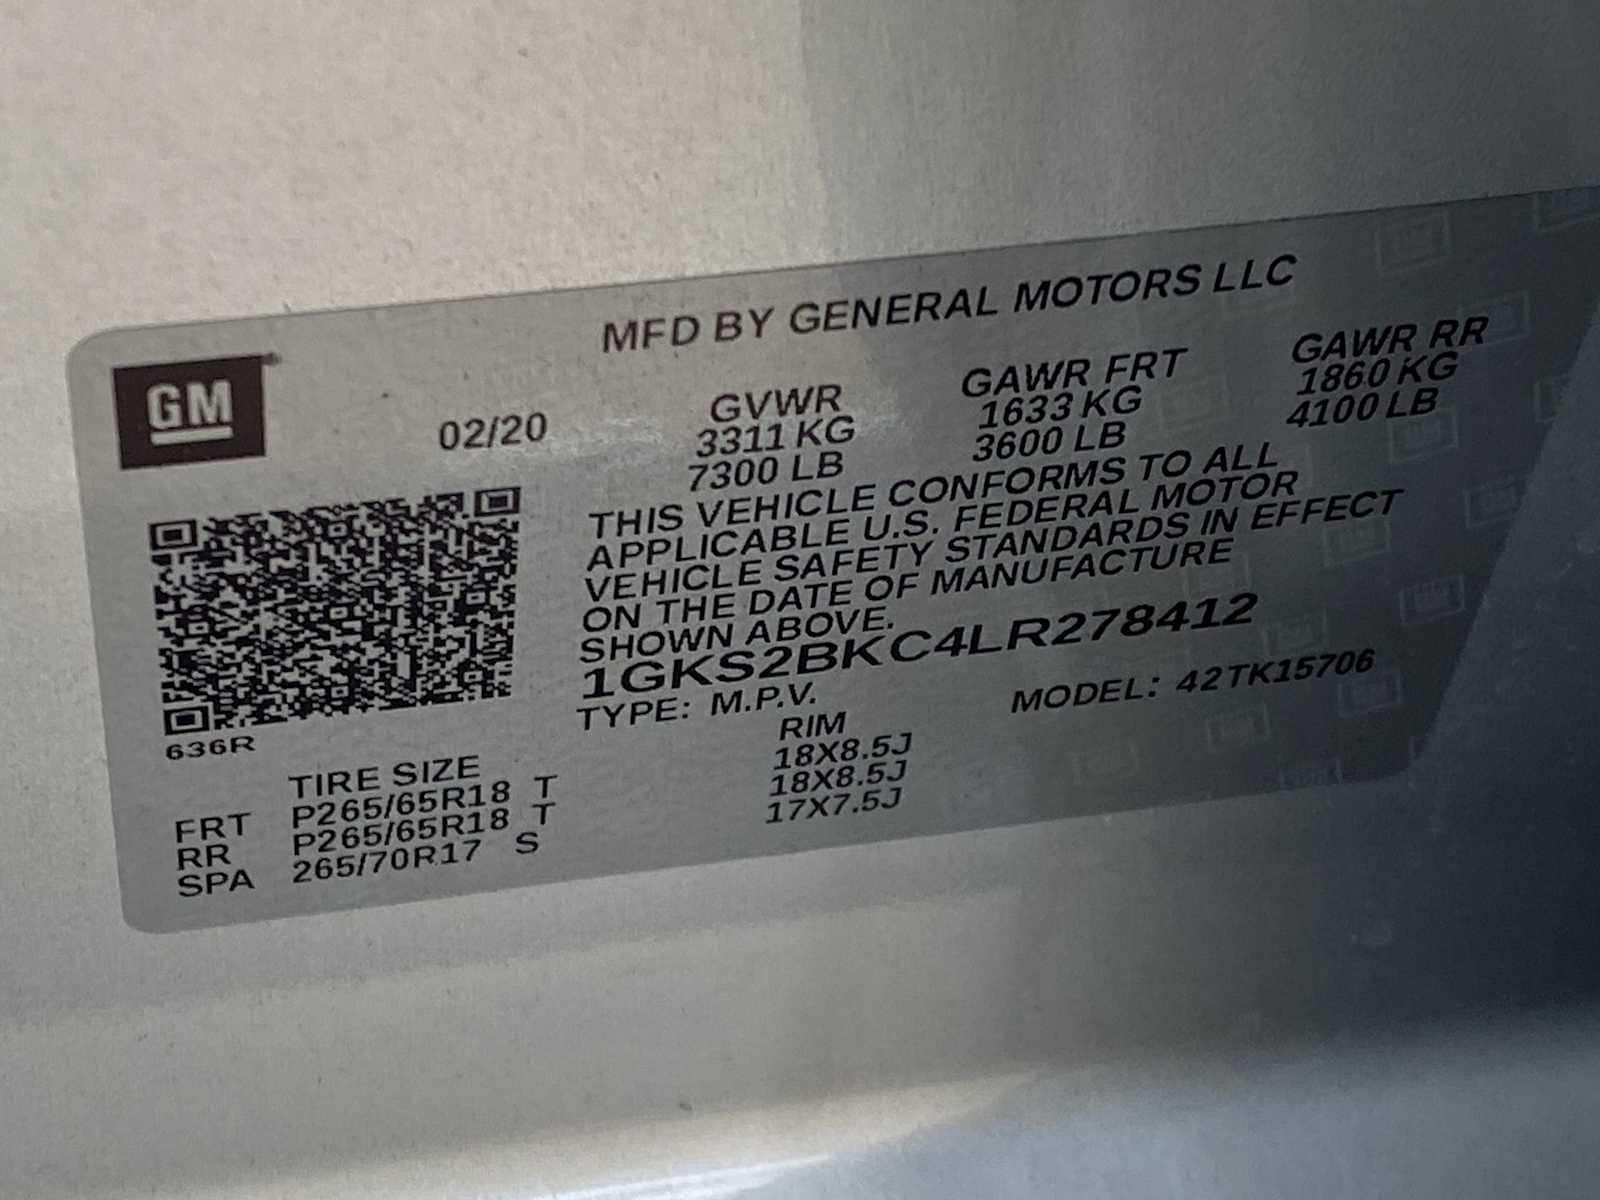 MFD BY GENERAL MOTORS LLC
GM
02/20
GVWR GAWR FRT GAWR RR
3311 KG 1633 KG 1860 KG
7300 LB 3600 LB 4100 LB
THIS VEHICLE CONFORMS TO ALL
APPLICABLE U.S. FEDERAL MOTOR
VEHICLE SAFETY STANDARDS IN EFFECT
ON THE DATE OF MANUFACTURE
SHOWN ABOVE.
1GKS2BKC4LR278412
TYPE: M.P.V. MODEL: 42TK15706
636R
TIRE SIZE RIM
FRT P265/65R18 T 18X8.5J
RR P265/65R18 T 18X8.5J
SPA 265/70R17 S 17X7.5J